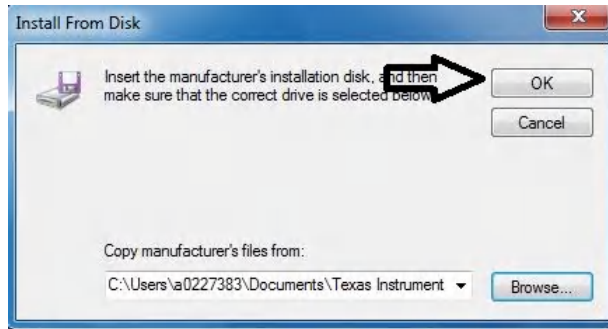 Install From Disk
Insert the manufacturer's installation disk, and then
make sure that the correct drive is selected below
OK
Cancel
Copy manufacturer's files from:
C:\Users\a0227383\Documents\Texas Instrument
Browse...